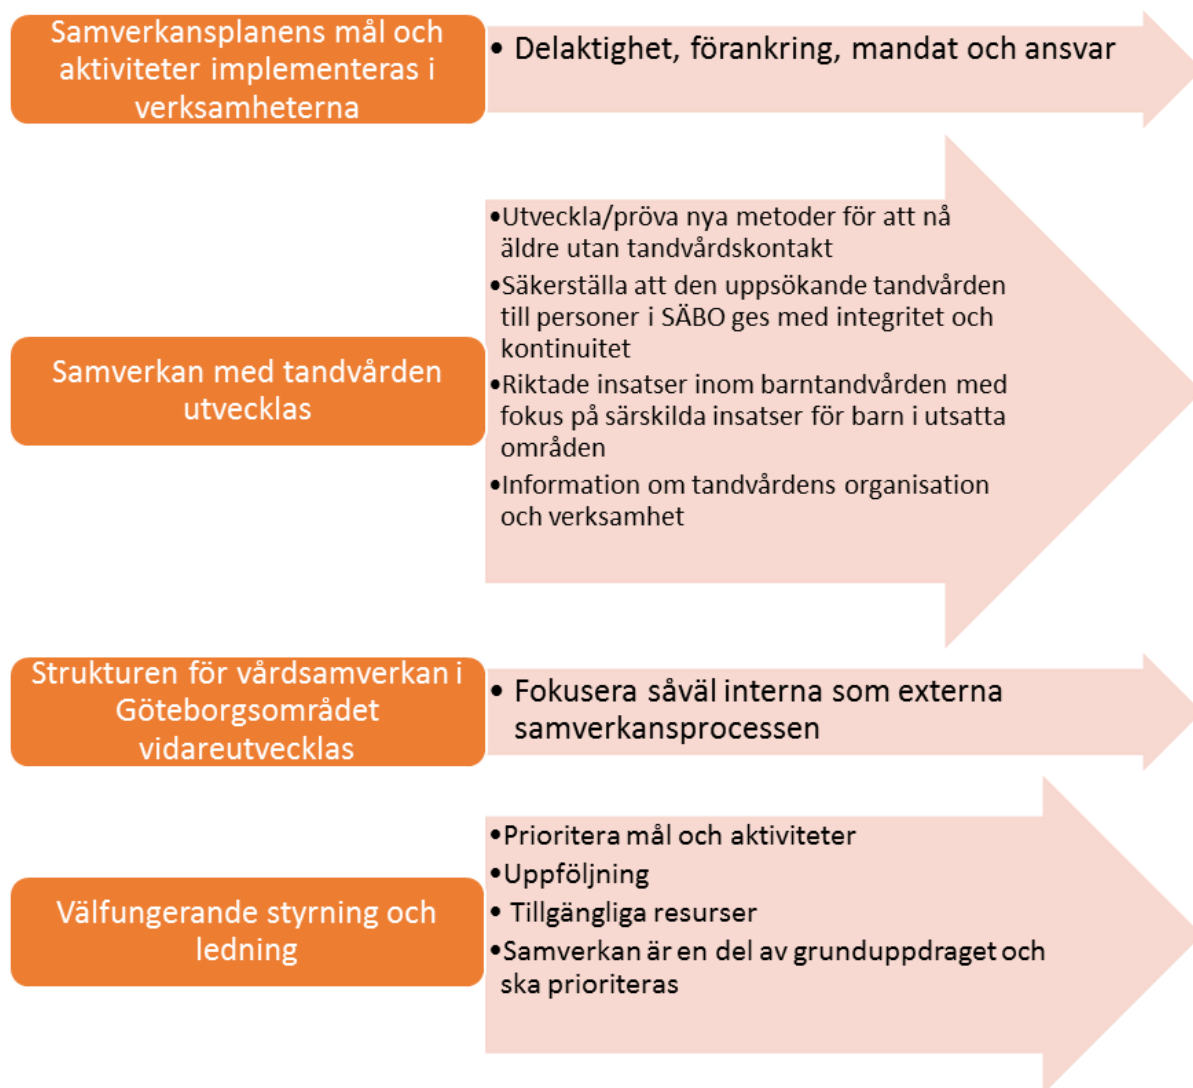 Samverkansplanens mål och
aktiviteter implementeras i
verksamheterna
• Delaktighet, förankring, mandat och ansvar
Samverkan med tandvården
utvecklas
•Utveckla/pröva nya metoder för att nå
äldre utan tandvårdskontakt
•Säkerställa att den uppsökande tandvården
till personer i SÄBO ges med integritet och
kontinuitet
•Riktade insatser inom barntandvården med
fokus på särskilda insatser för barn i utsatta
områden
•Information om tandvårdens organisation
och verksamhet
Strukturen för vårdsamverkan i
Göteborgsområdet
vidareutvecklas
• Fokusera såväl interna som externa
samverkansprocessen
Välfungerande styrning och
ledning
•Prioritera mål och aktiviteter
•Uppföljning
• Tillgängliga resurser
•Samverkan är en del av grunduppdraget och
ska prioriteras